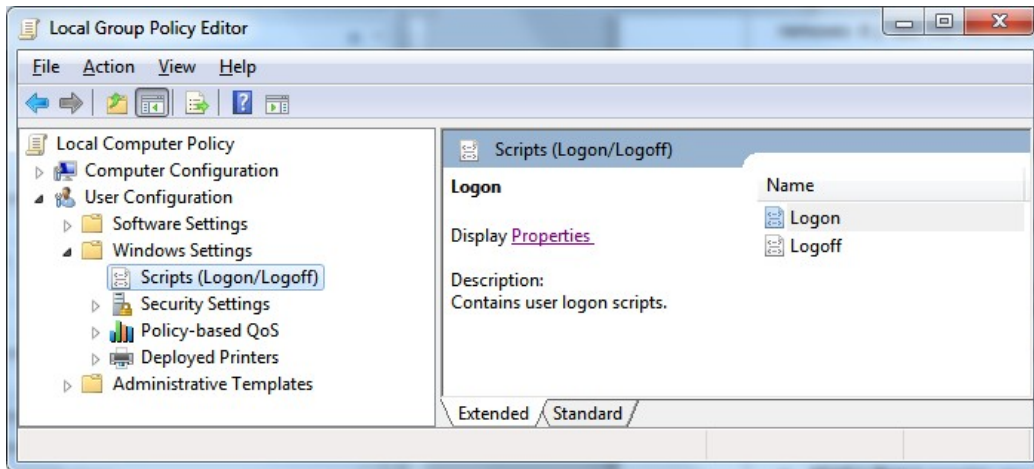 Local Group Policy Editor
File Action View Help
Local Computer Policy
Computer Configuration
User Configuration
Software Settings
Windows Settings
Scripts (Logon/Logoff)
Security Settings
Policy-based QoS
Deployed Printers
Administrative Templates
Scripts (Logon/Logoff)
Logon
Display Properties
Description:
Contains user logon scripts.
Name
Logon
Logoff
Extended Standard